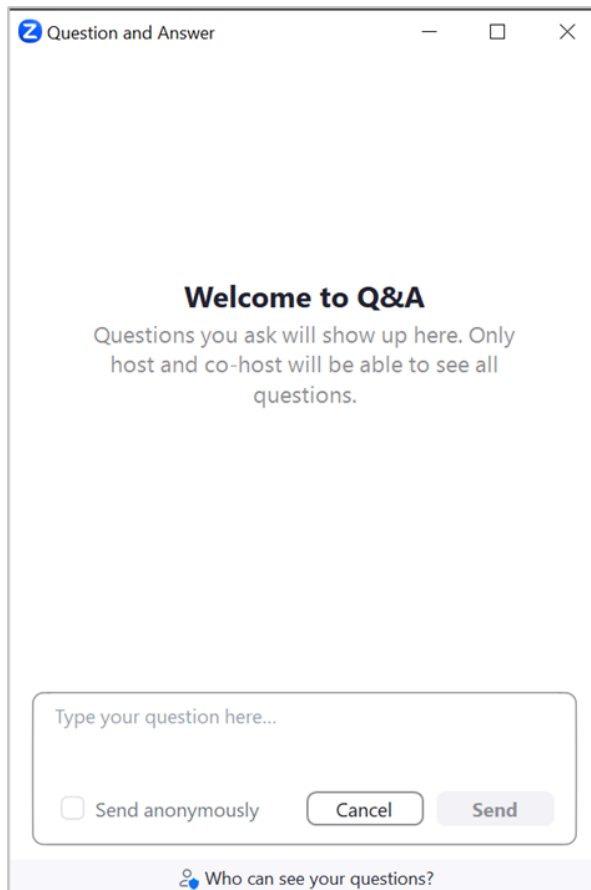 Question and Answer
Welcome to Q&A
Questions you ask will show up here. Only
host and co-host will be able to see all
questions.
Type your question here...
Send anonymously
Cancel
Send
Who can see your questions?